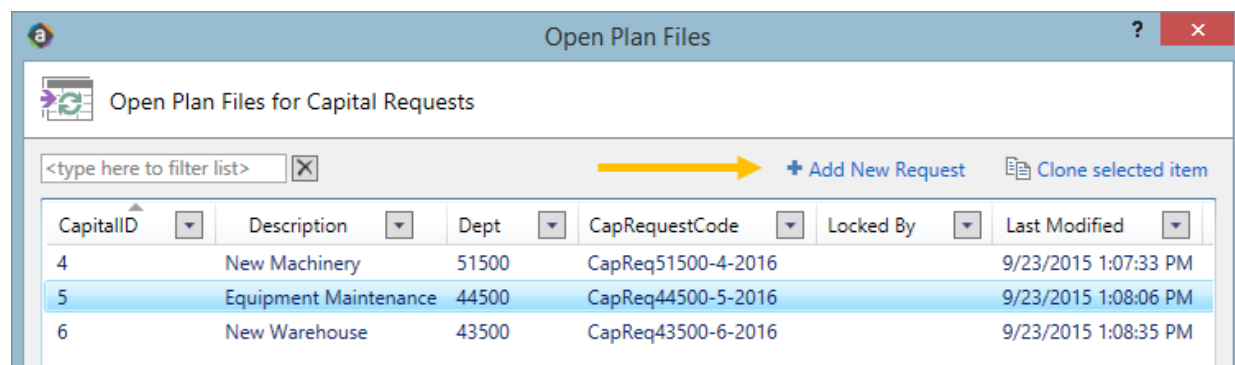 Open Plan Files ? ×
Open Plan Files for Capital Requests
<type here to filter list> + Add New Request Clone selected item
CapitalID Description Dept CapRequestCode Locked By Last Modified
4 New Machinery 51500 CapReq51500-4-2016 9/23/2015 1:07:33 PM
5 Equipment Maintenance 44500 CapReq44500-5-2016 9/23/2015 1:08:06 PM
6 New Warehouse 43500 CapReq43500-6-2016 9/23/2015 1:08:35 PM